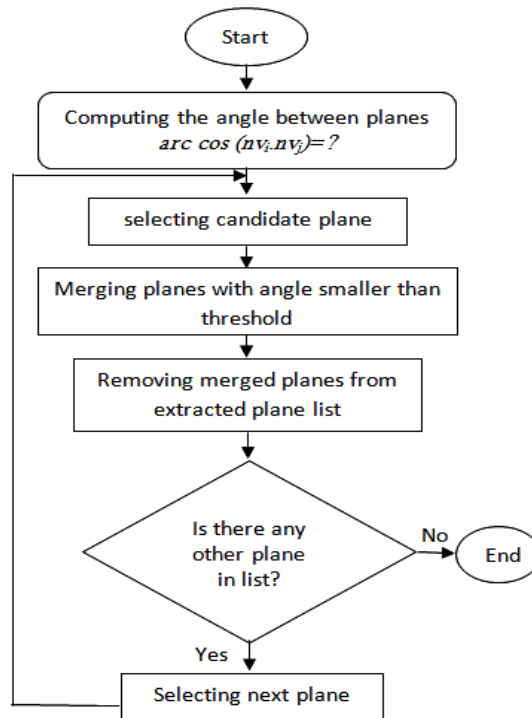 Start
Computing the angle between planes
arc cos (nvᵢ.nvⱼ)=?
selecting candidate plane
Merging planes with angle smaller than
threshold
Removing merged planes from
extracted plane list
Is there any
other plane
in list?
No
End
Yes
Selecting next plane